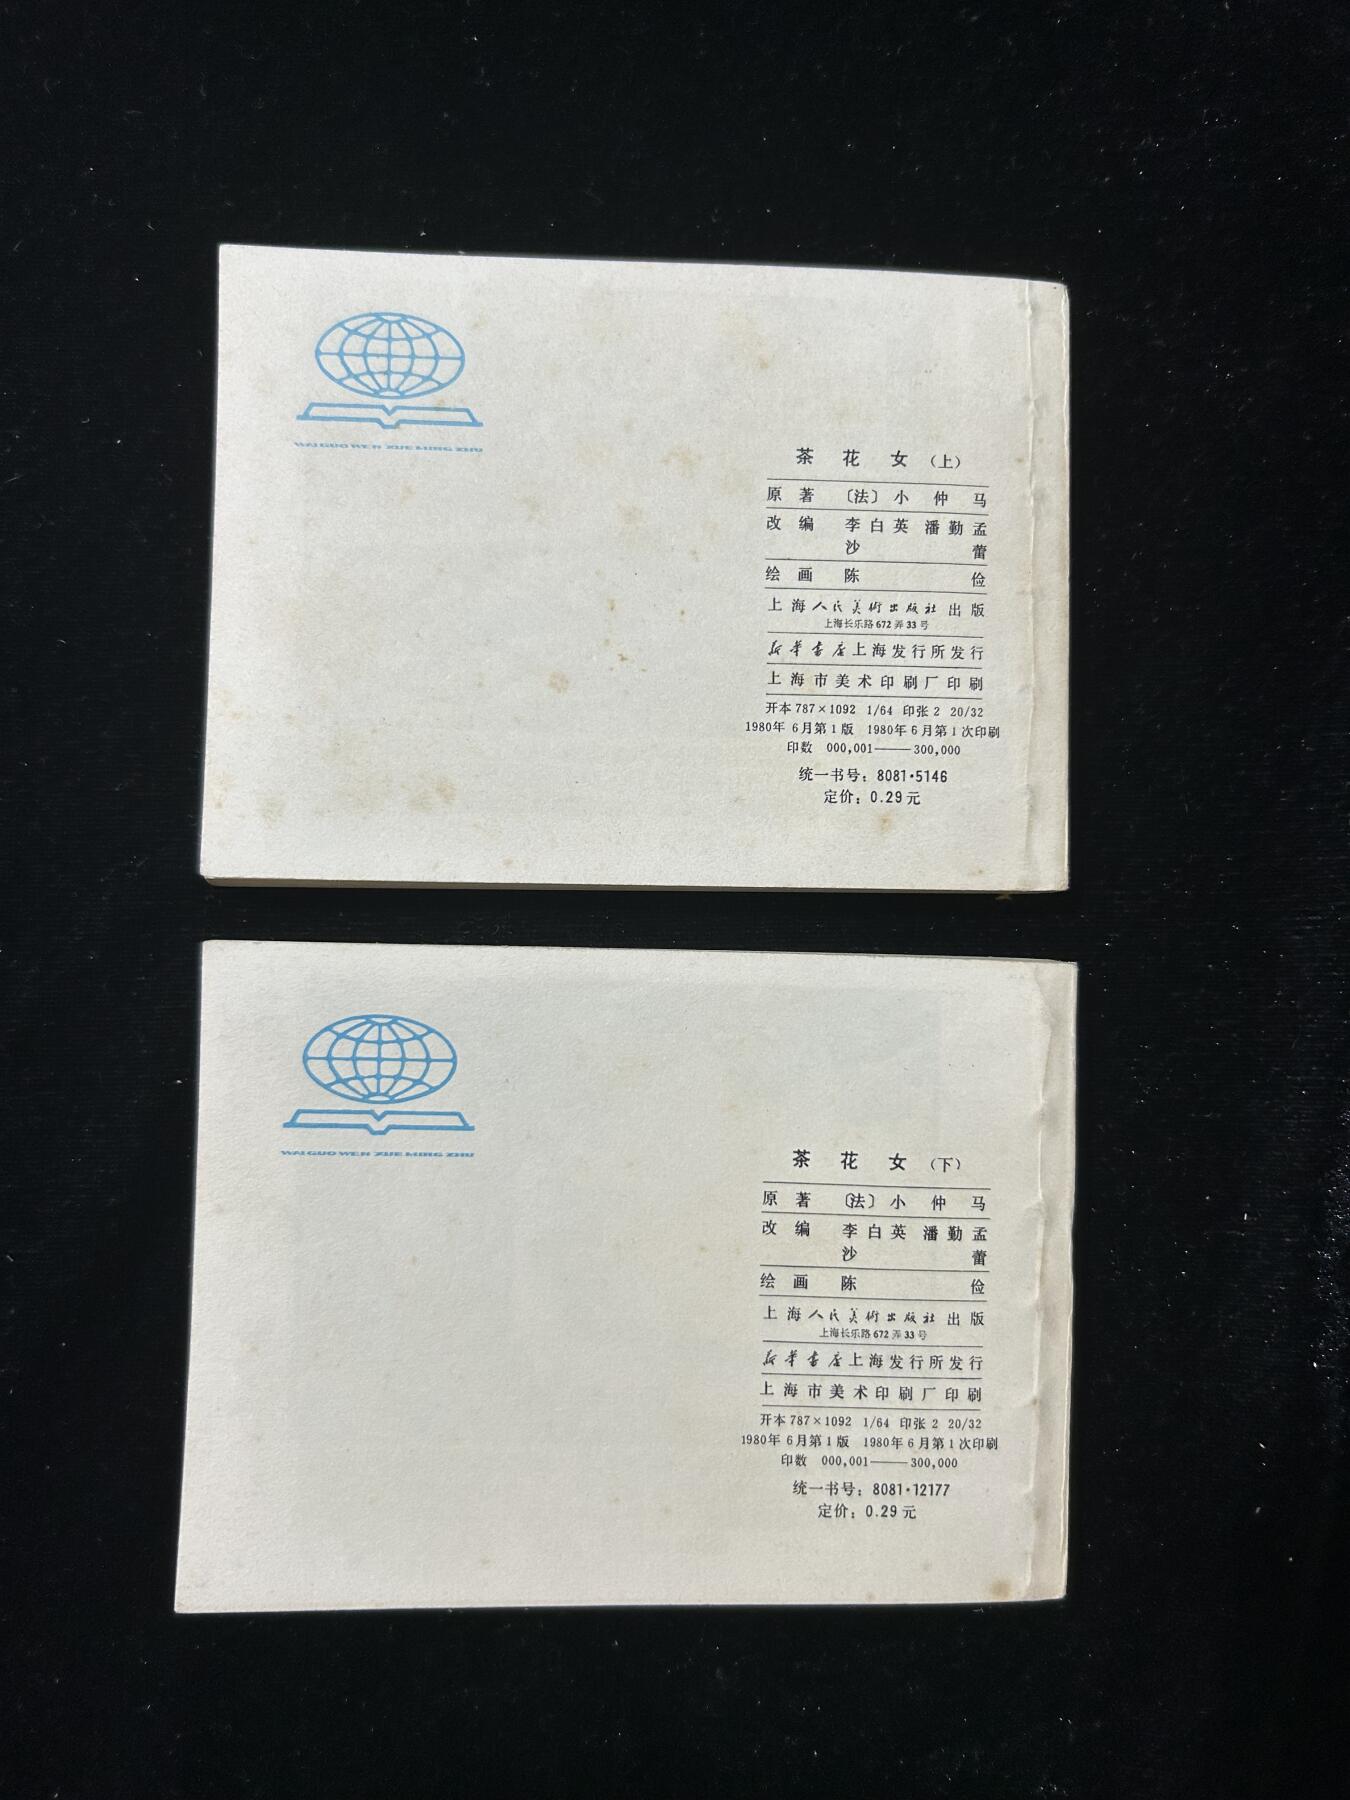 WAI GUO WEN XUE MING ZHU
茶花女（上）
原著 〔法〕小仲马
改编 李白英 潘勤孟
沙蕾
绘画 陈俭
上海人民美術出版社出版
上海长乐路672弄33号
新华书店上海发行所发行
上海市美术印刷厂印刷
开本 787×1092 1/64 印张 2 20/32
1980年 6月第1版 1980年6月第1次印刷
印数 000,001——300,000
统一书号：8081·5146
定价：0.29元
WAI GUO WEN XUE MING ZHU
茶花女（下）
原著 〔法〕小仲马
改编 李白英 潘勤孟
沙蕾
绘画 陈俭
上海人民美術出版社出版
上海长乐路672弄33号
新华书店上海发行所发行
上海市美术印刷厂印刷
开本 787×1092 1/64 印张 2 20/32
1980年 6月第1版 1980年6月第1次印刷
印数 000,001——300,000
统一书号：8081·12177
定价：0.29元